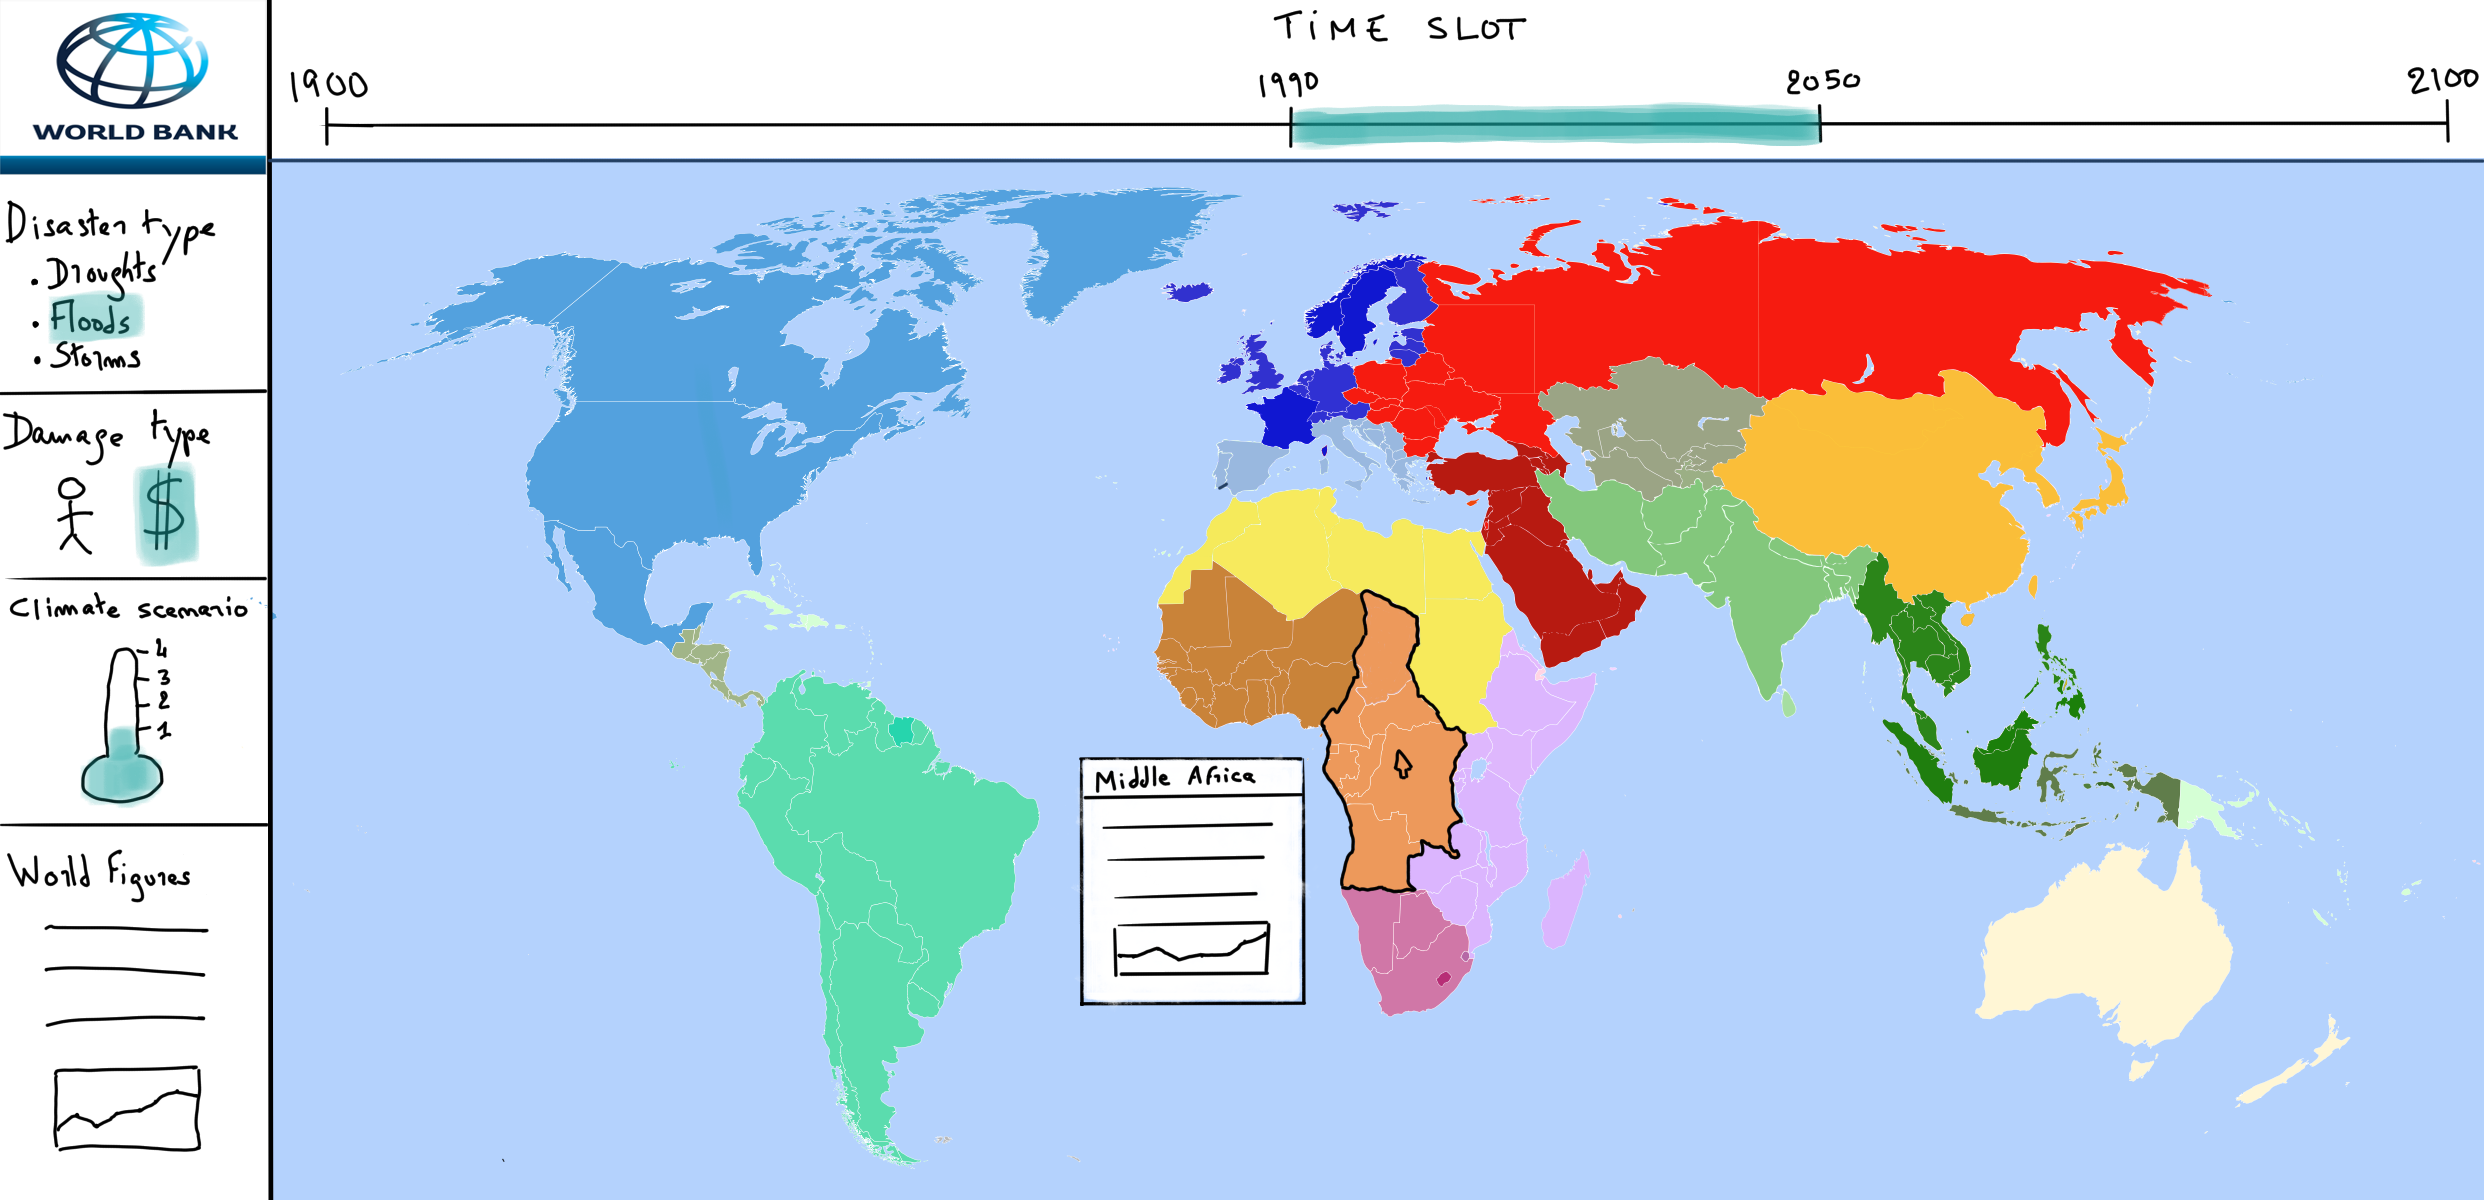 WORLD BANK
TIME SLOT
1900
1990
2050
2100
Disaster type
• Droughts
• Floods
• Storms
Damage type
$
Climate scenario
4
3
2
1
World Figures
Middle Africa